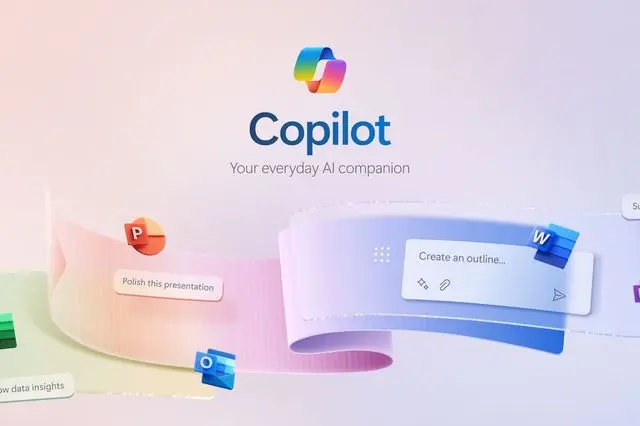 Copilot
Your everyday AI companion
P
Polish this presentation
W
Create an outline...
O
data insights